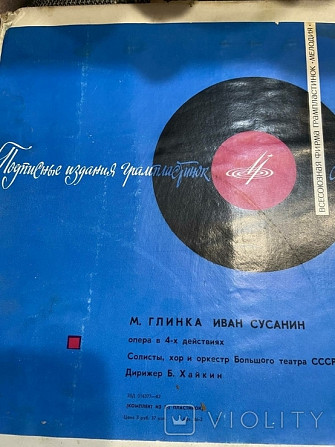 ВСЕСОЮЗНАЯ ФИРМА ГРАМПЛАСТИНОК «МЕЛОДИЯ»
Подписные издания грампластинок
М. ГЛИНКА ИВАН СУСАНИН
опера в 4-х действиях
Солисты, хор и оркестр Большого театра СССР
Дирижер Б. Хайкин
VIOLITY